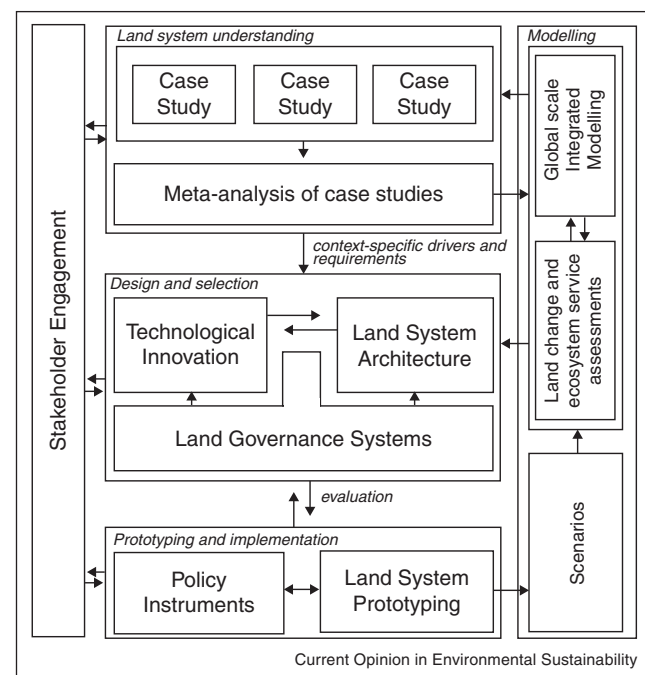 Stakeholder Engagement
Land system understanding
Case
Study
Case
Study
Case
Study
Meta-analysis of case studies
context-specific drivers and
requirements
Design and selection
Technological
Innovation
Land System
Architecture
Land Governance Systems
evaluation
Prototyping and implementation
Policy
Instruments
Land System
Prototyping
Modelling
Global scale
Integrated
Modelling
Land change and
ecosystem service
assessments
Scenarios
Current Opinion in Environmental Sustainability